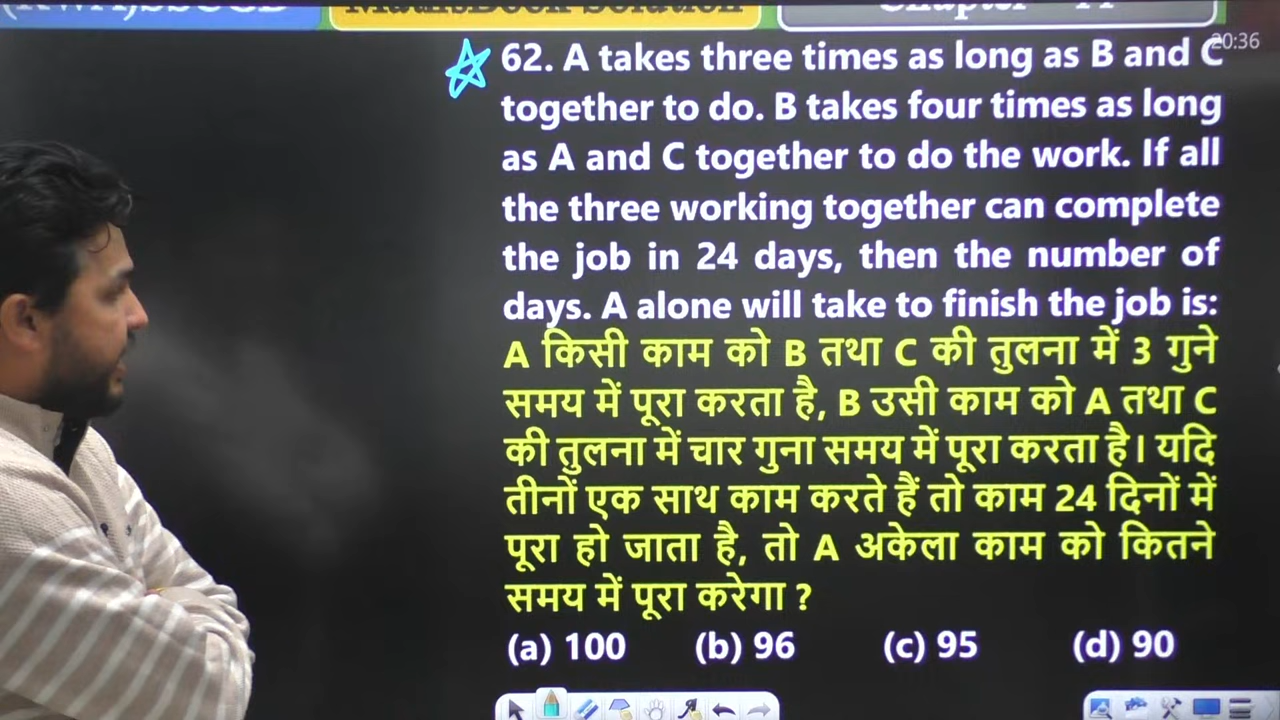 20:36
62. A takes three times as long as B and C
together to do. B takes four times as long
as A and C together to do the work. If all
the three working together can complete
the job in 24 days, then the number of
days. A alone will take to finish the job is:
A किसी काम को B तथा C की तुलना में 3 गुने
समय में पूरा करता है, B उसी काम को A तथा C
की तुलना में चार गुना समय में पूरा करता है। यदि
तीनों एक साथ काम करते हैं तो काम 24 दिनों में
पूरा हो जाता है, तो A अकेला काम को कितने
समय में पूरा करेगा ?
(a) 100 (b) 96 (c) 95 (d) 90